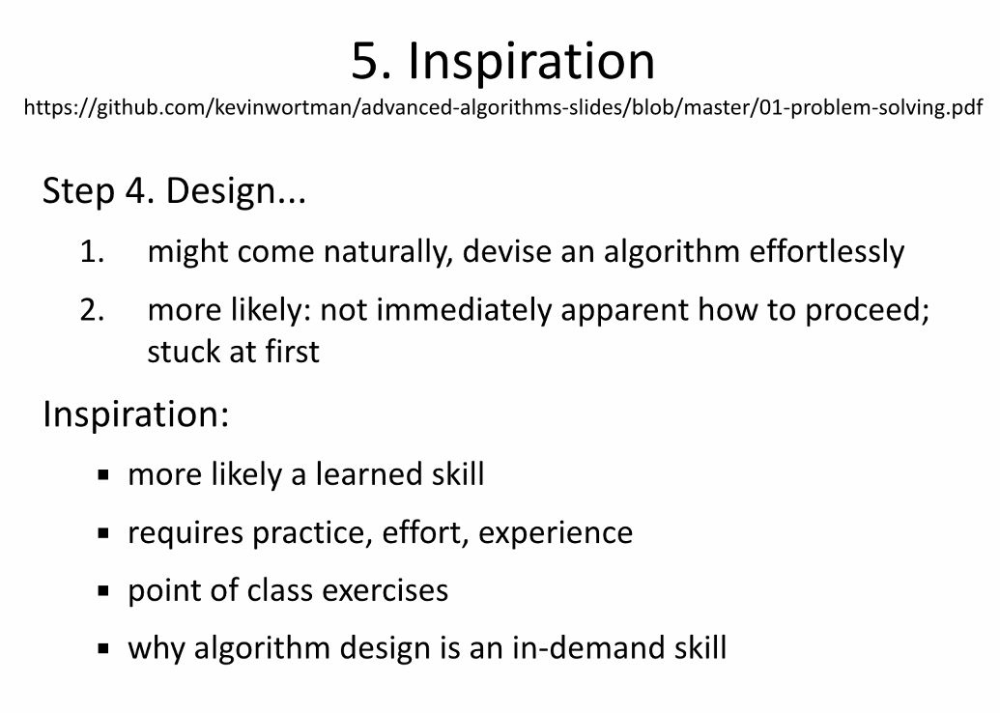 5. Inspiration
https://github.com/kevinwortman/advanced-algorithms-slides/blob/master/01-problem-solving.pdf
Step 4. Design...
1. might come naturally, devise an algorithm effortlessly
2. more likely: not immediately apparent how to proceed;
stuck at first
Inspiration:
▪ more likely a learned skill
▪ requires practice, effort, experience
▪ point of class exercises
▪ why algorithm design is an in-demand skill